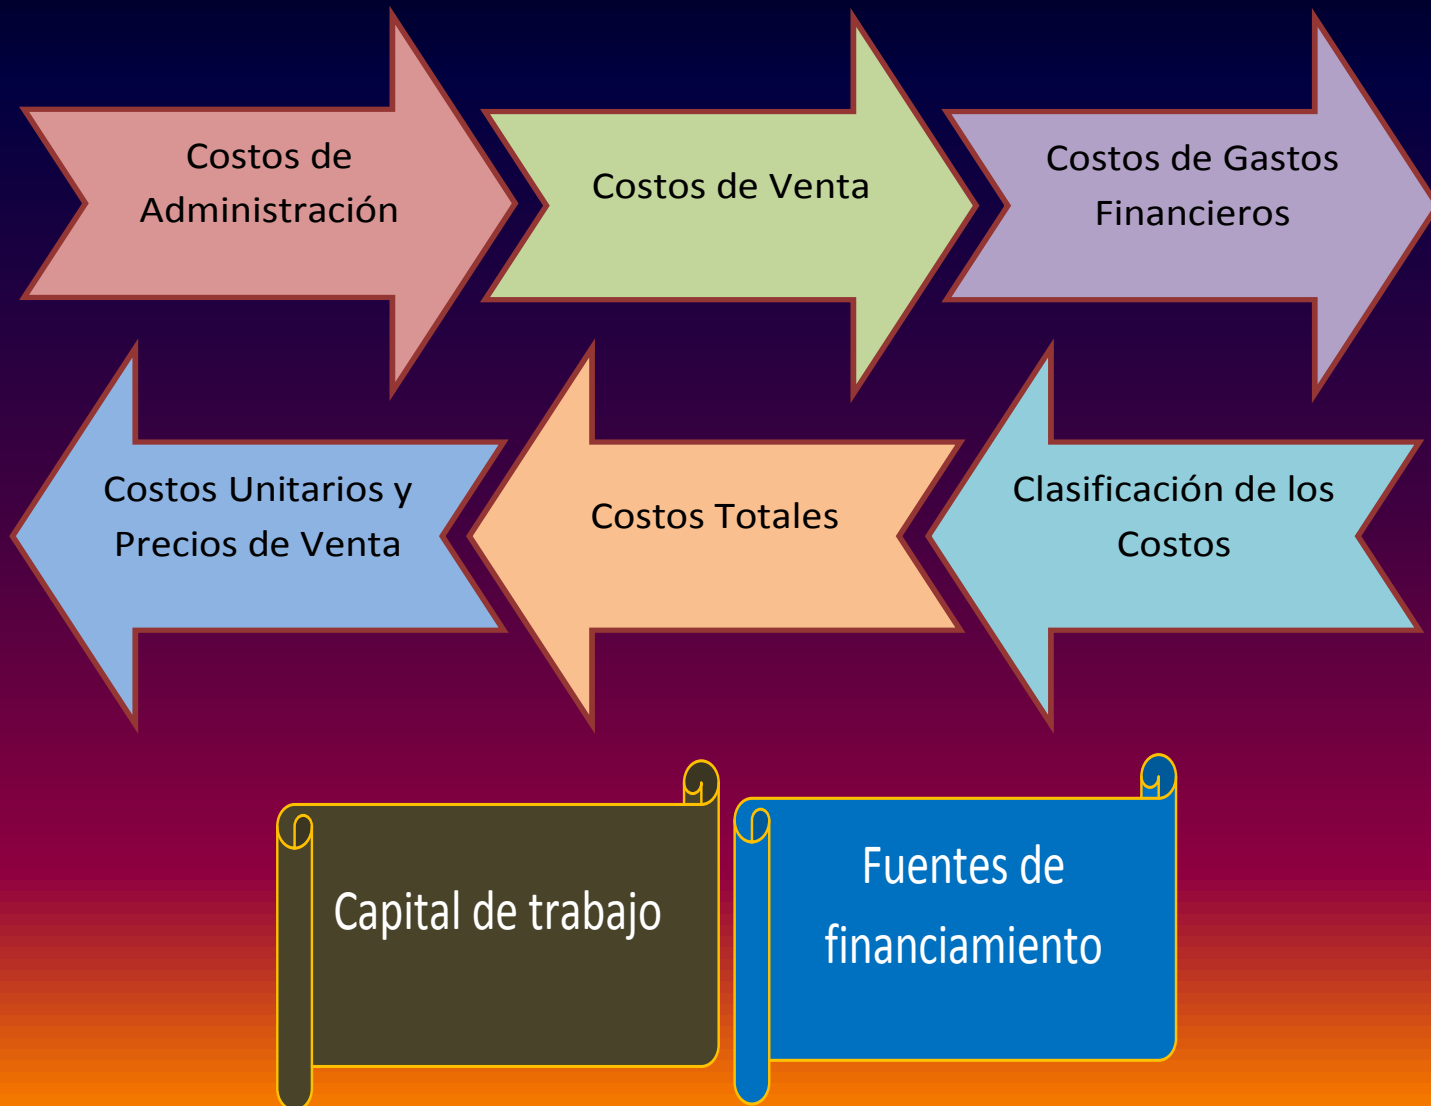 Costos de
Administración
Costos de Venta
Costos de Gastos
Financieros
Costos Unitarios y
Precios de Venta
Costos Totales
Clasificación de los
Costos
Capital de trabajo
Fuentes de
financiamiento